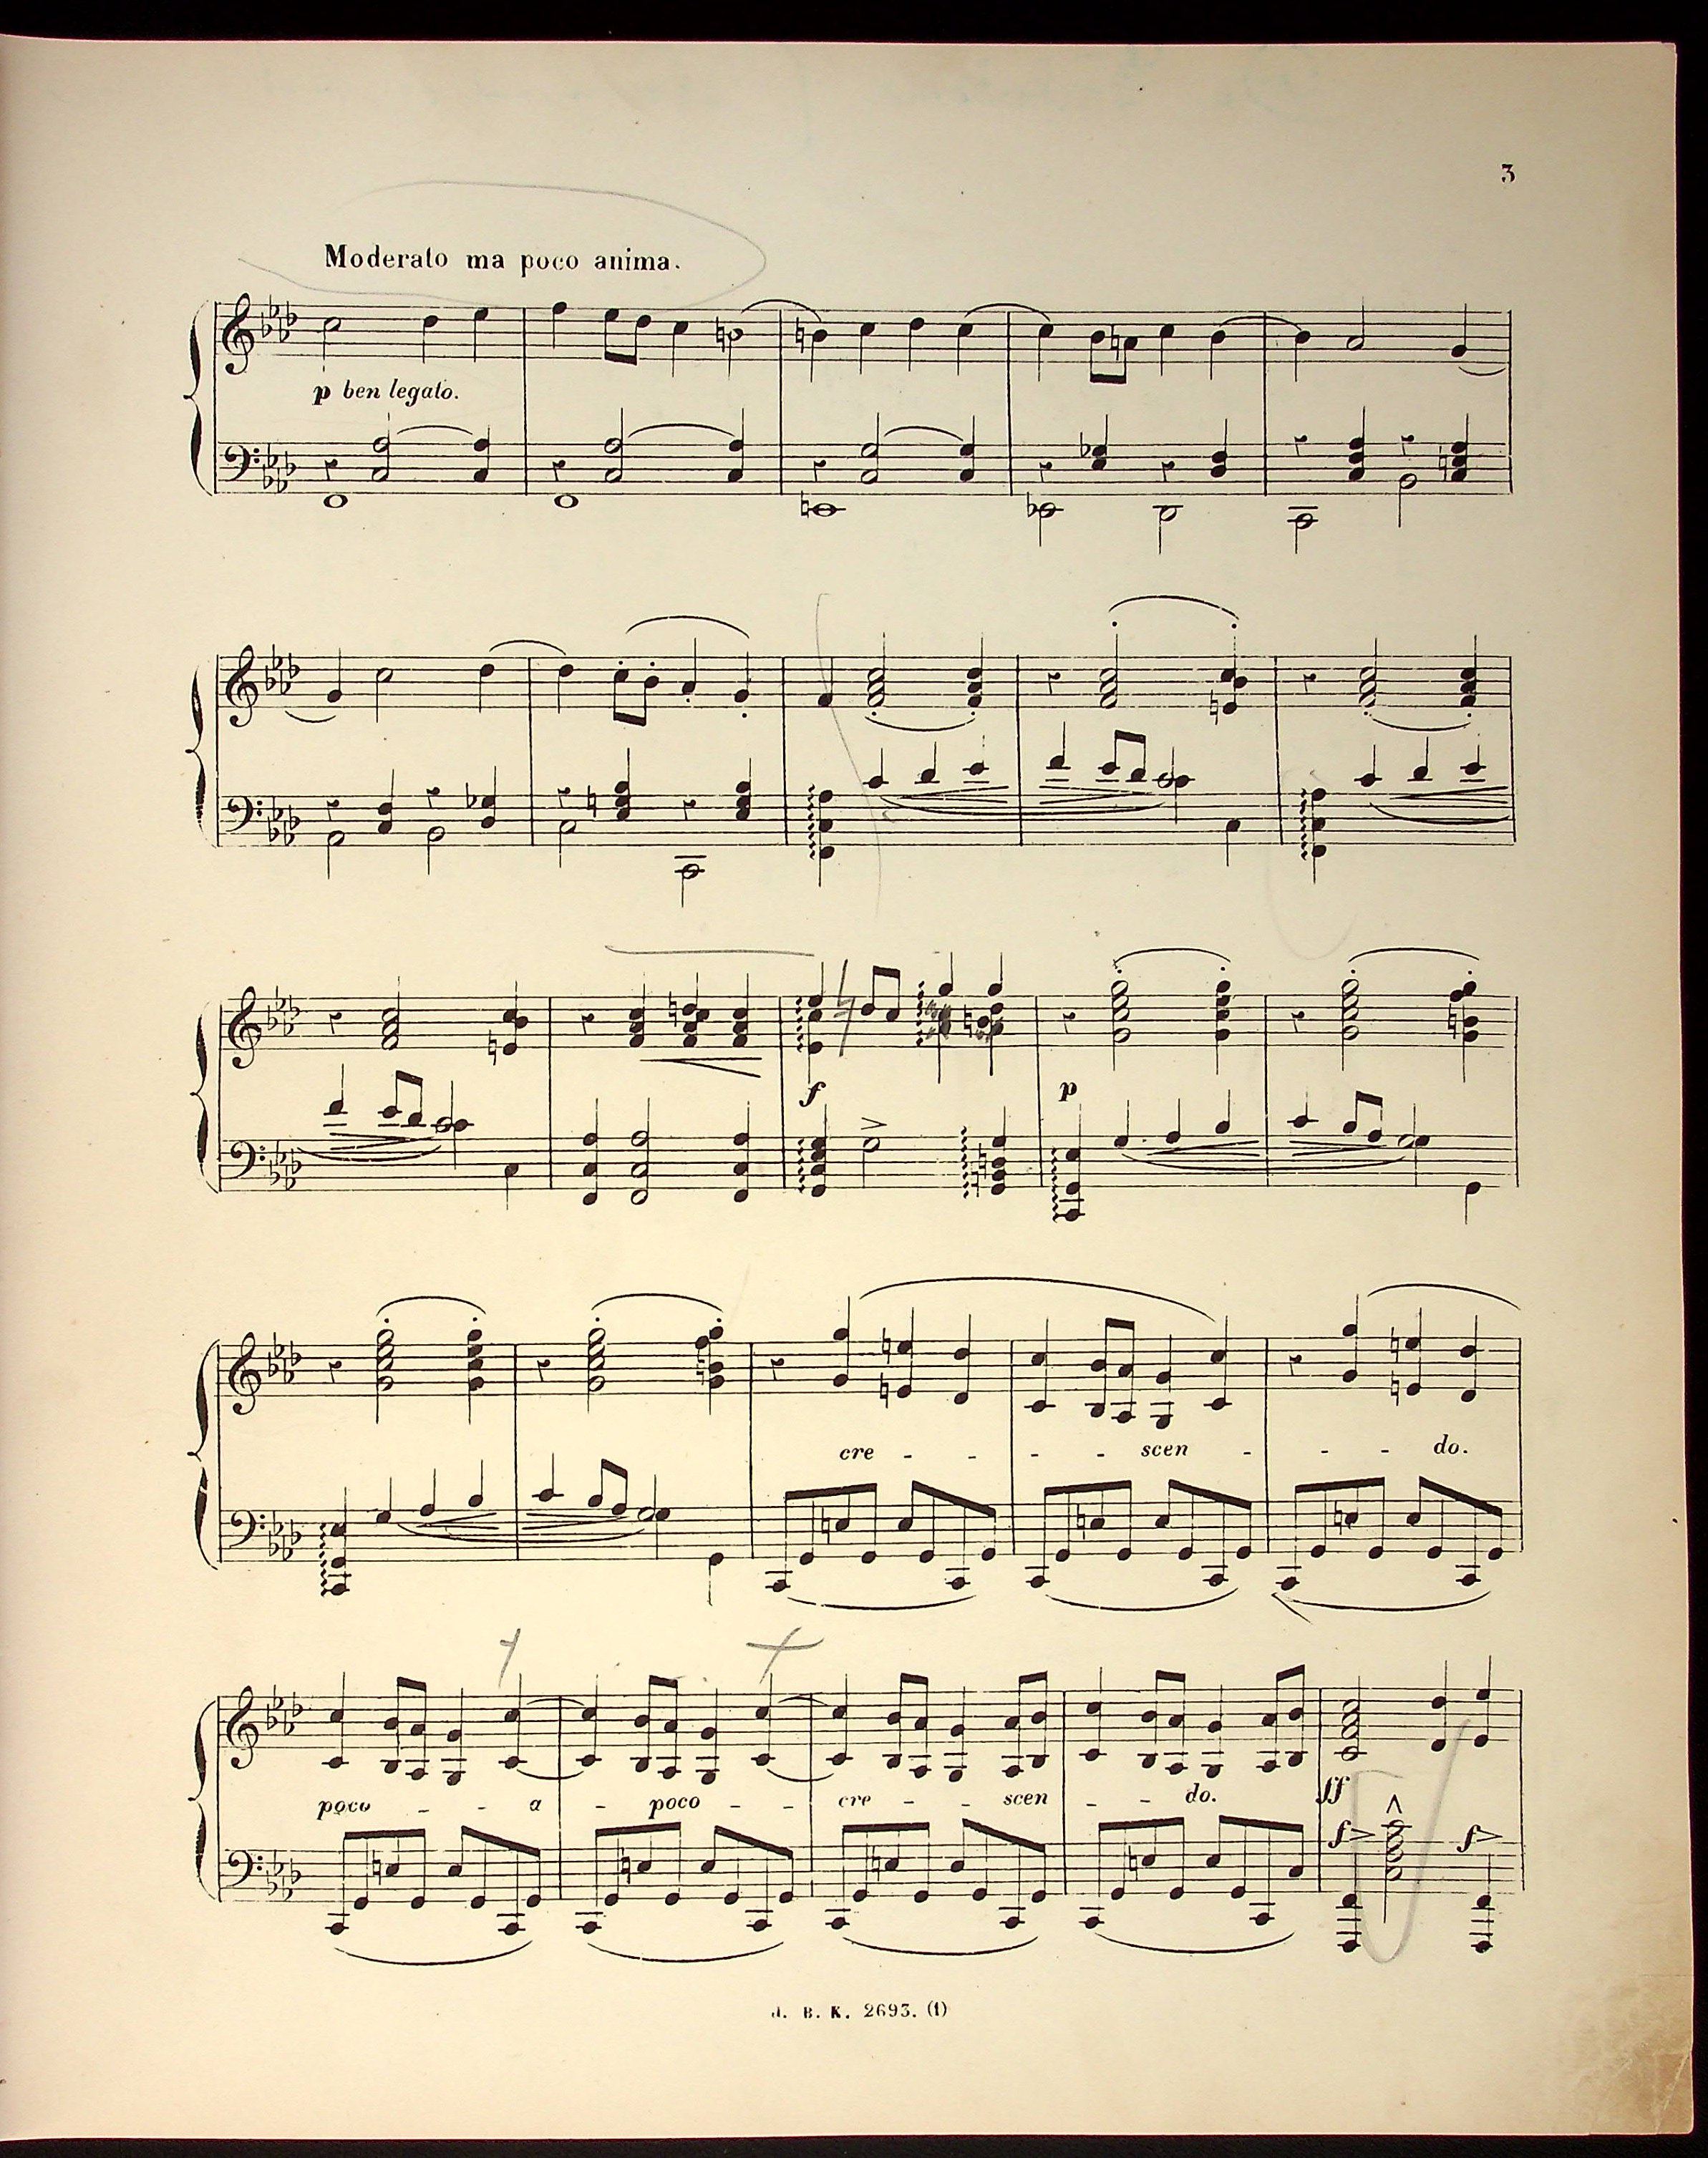 3
Moderato ma poco anima.
p ben legato.
f
p
cre - - - - scen - - - do.
poco - - a - poco - - cre - - scen - - do. ff
f f
J. B. K. 2693. (1)